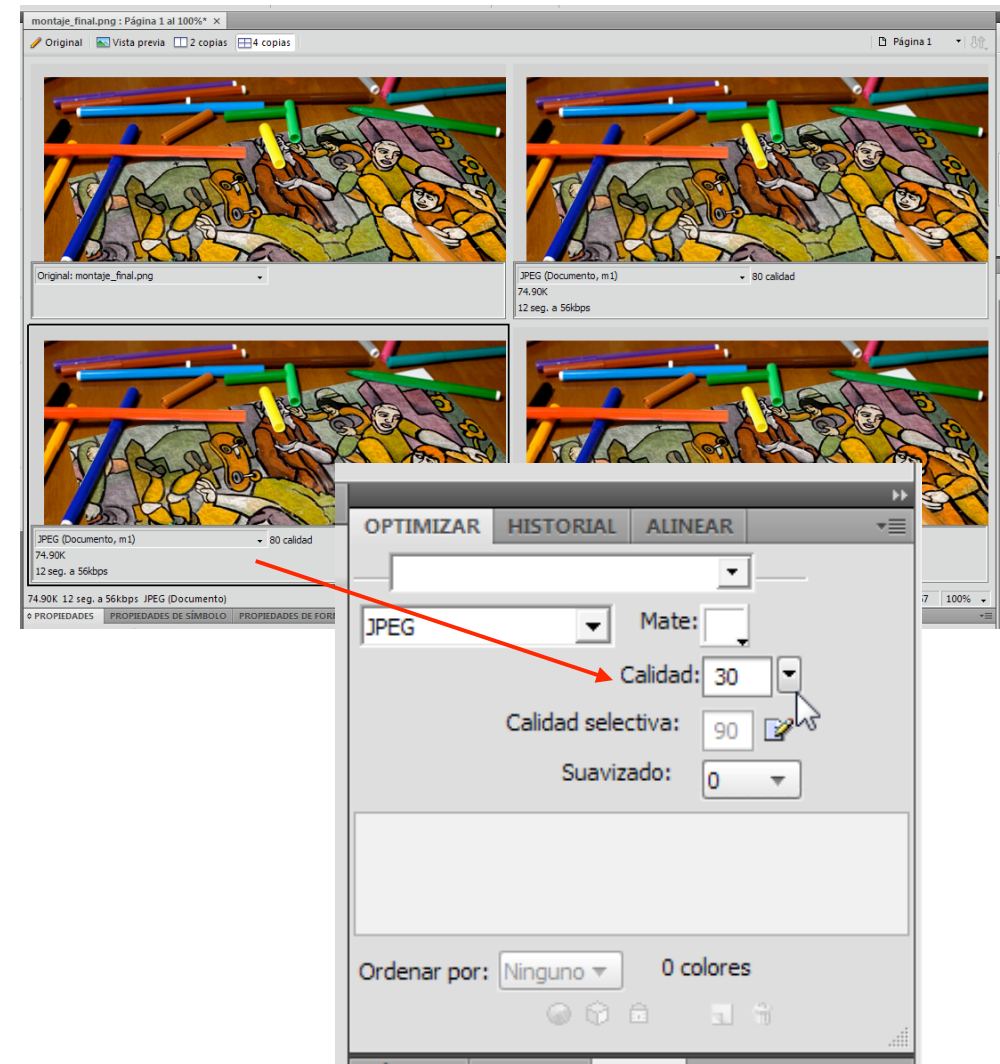 montaje_final.png : Página 1 al 100%* ×
Original Vista previa 2 copias 4 copias Página 1
Original: montaje_final.png
JPEG (Documento, m1) 80 calidad
74.90K
12 seg. a 56kbps
JPEG (Documento, m1) 80 calidad
74.90K
12 seg. a 56kbps
74.90K 12 seg. a 56kbps JPEG (Documento)
100%
PROPIEDADES PROPIEDADES DE SÍMBOLO PROPIEDADES DE FOR
OPTIMIZAR HISTORIAL ALINEAR
JPEG Mate:
Calidad: 30
Calidad selectiva: 90
Suavizado: 0
Ordenar por: Ninguno 0 colores